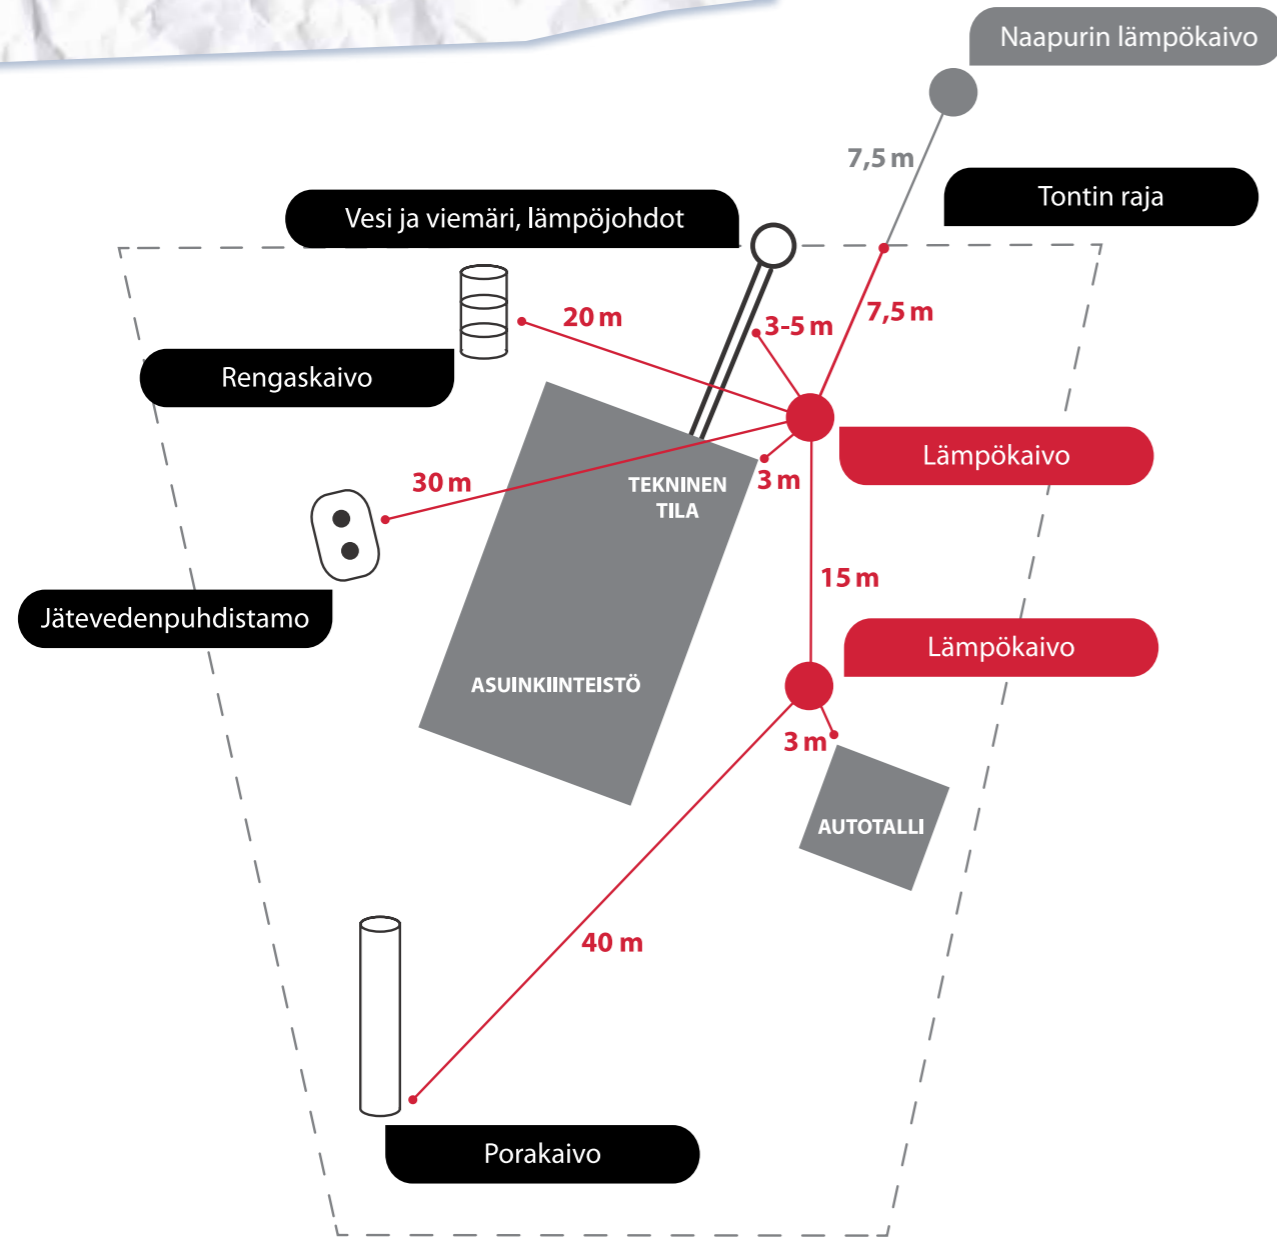 Naapurin lämpökaivo
7,5 m
Tontin raja
Vesi ja viemäri, lämpöjohdot
20 m
3-5 m
7,5 m
Rengaskaivo
Lämpökaivo
30 m
TEKNINEN
TILA
3 m
15 m
Jätevedenpuhdistamo
Lämpökaivo
ASUINKIINTEISTÖ
3 m
AUTOTALLI
40 m
Porakaivo